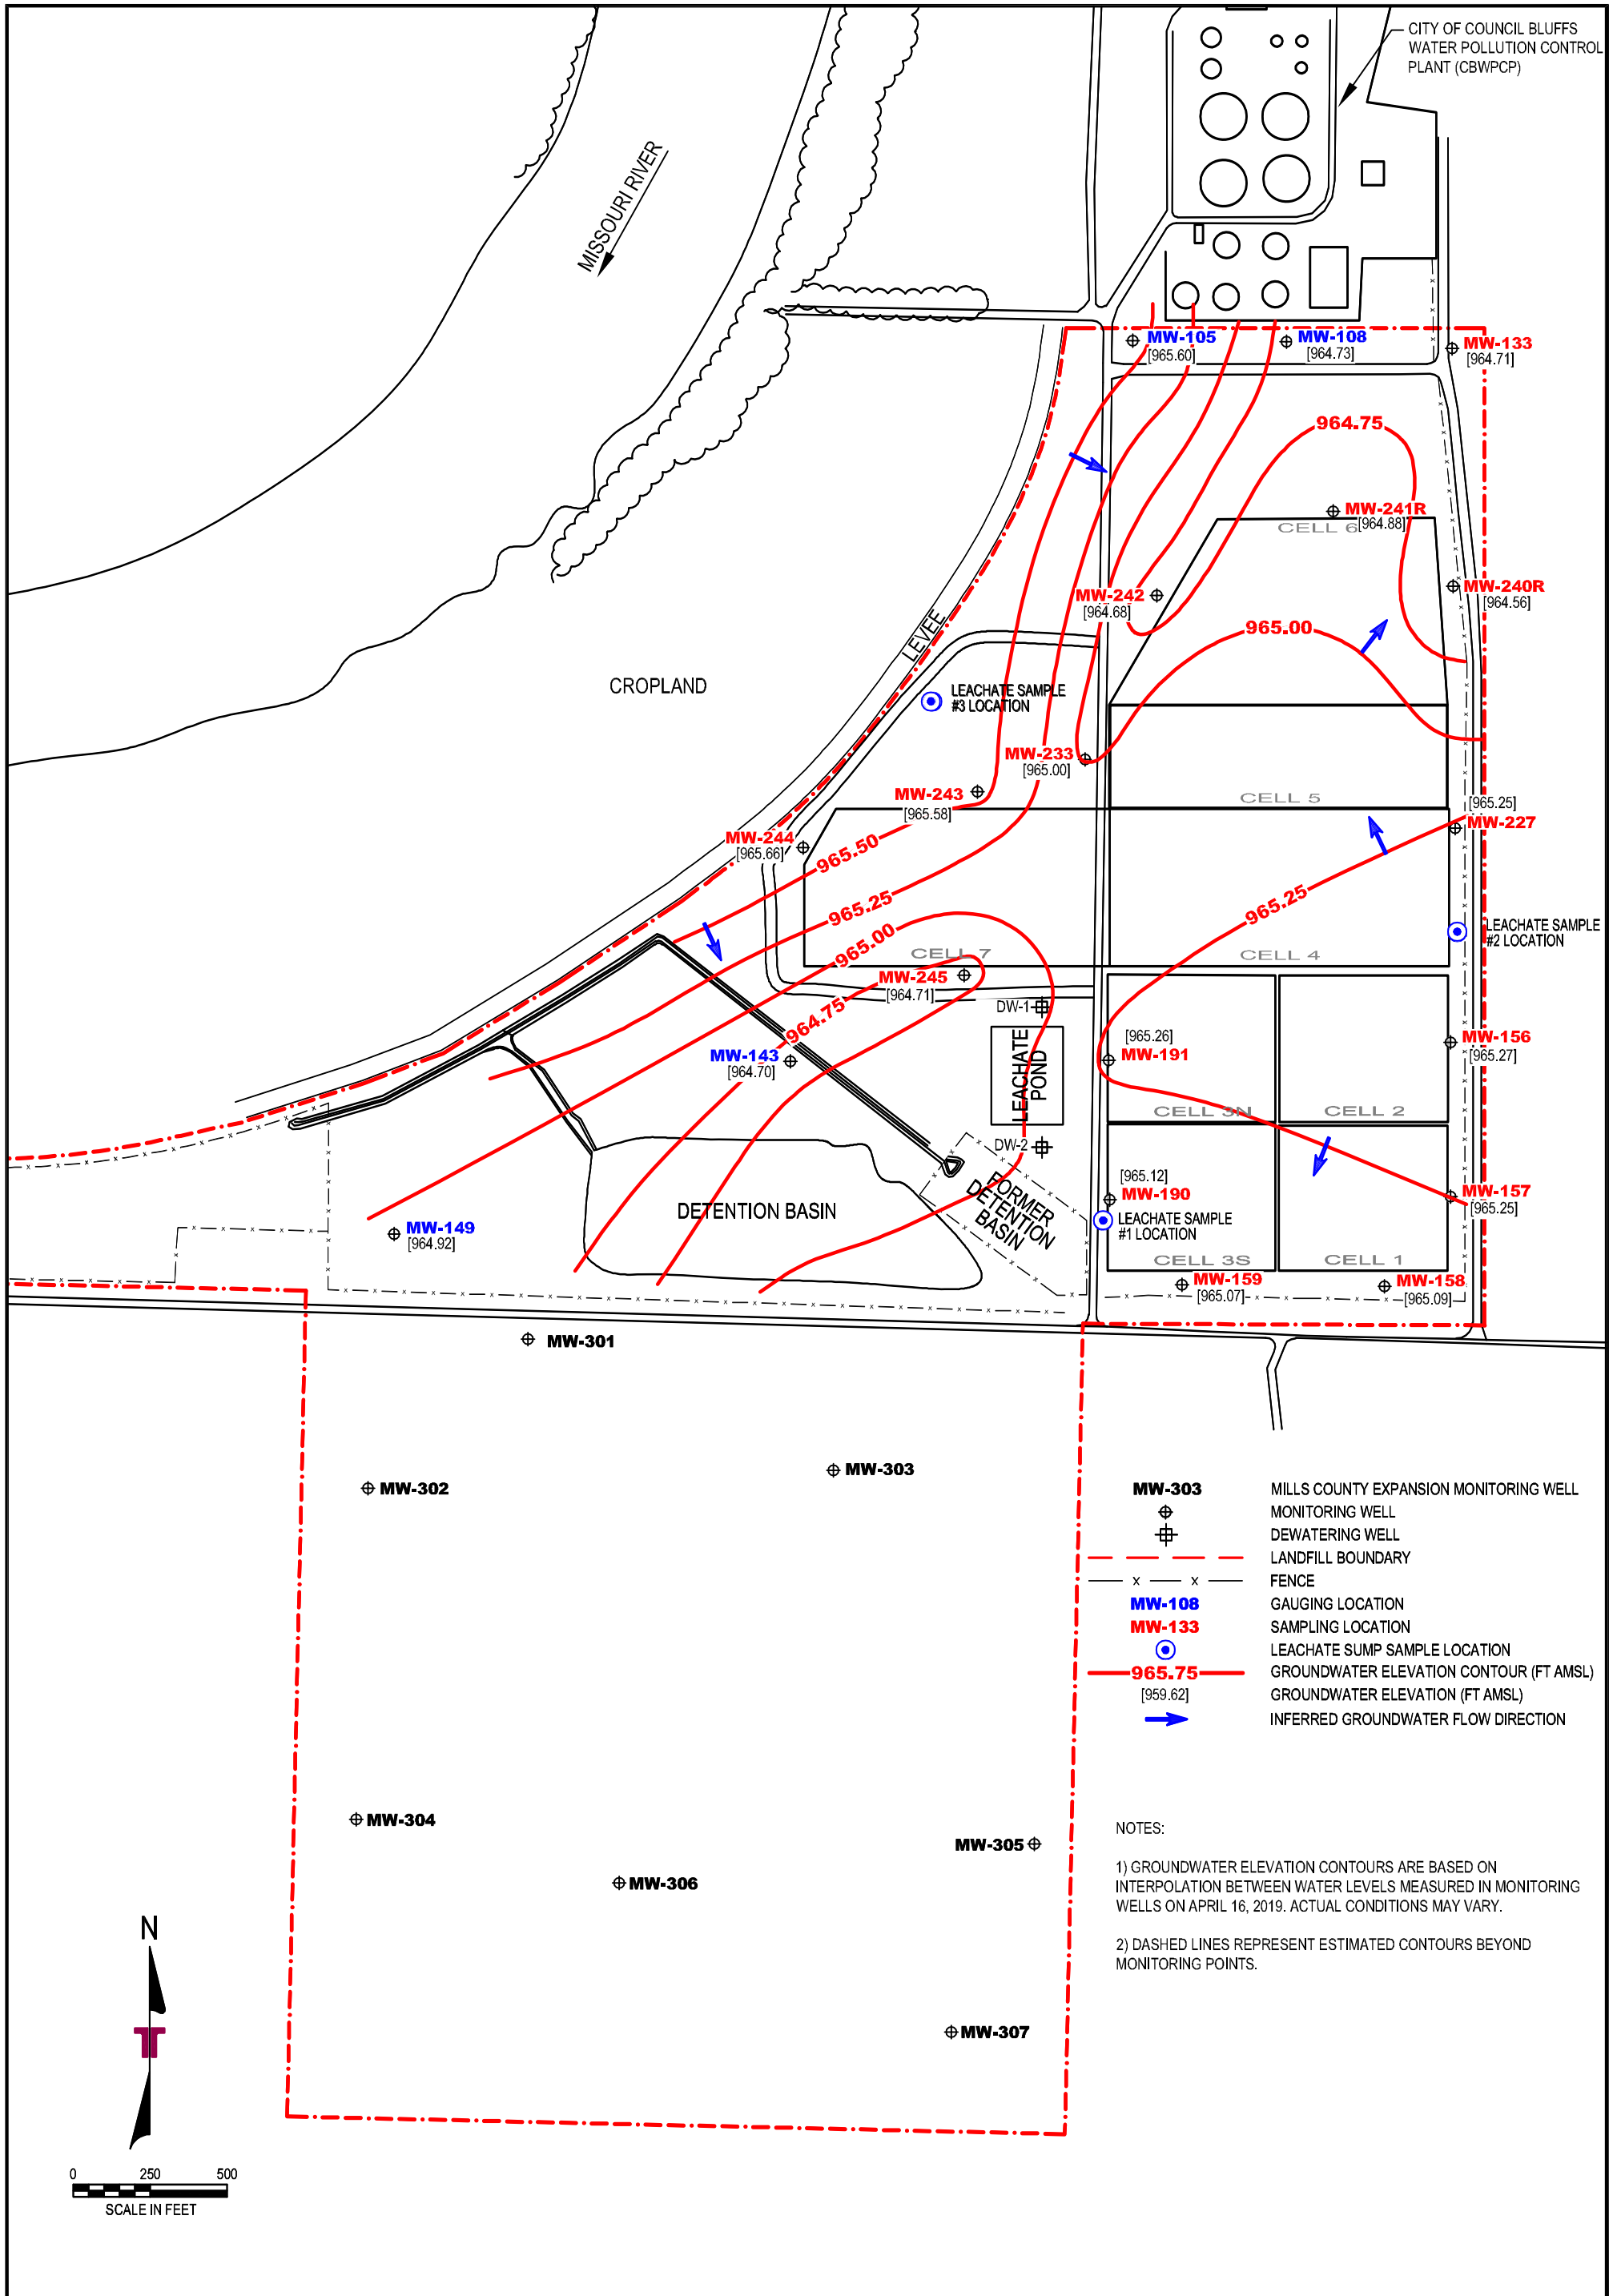 CITY OF COUNCIL BLUFFS
WATER POLLUTION CONTROL
PLANT (CBWPCP)
MISSOURI RIVER
MW-105
[965.60]
MW-108
[964.73]
MW-133
[964.71]
964.75
MW-241R
[964.88]
CELL 6
MW-240R
[964.56]
MW-242
[964.68]
965.00
LEVEE
CROPLAND
LEACHATE SAMPLE
#3 LOCATION
MW-233
[965.00]
MW-243
[965.58]
CELL 5
[965.25]
MW-227
MW-244
[965.66]
965.50
965.25
965.25
965.00
LEACHATE SAMPLE
#2 LOCATION
CELL 7
CELL 4
MW-245
[964.71]
964.75
DW-1
LEACHATE
POND
[965.26]
MW-191
MW-156
[965.27]
MW-143
[964.70]
CELL 3N
CELL 2
DW-2
[965.12]
MW-190
MW-157
[965.25]
FORMER
DETENTION
BASIN
DETENTION BASIN
LEACHATE SAMPLE
#1 LOCATION
MW-149
[964.92]
CELL 3S
CELL 1
MW-159
[965.07]
MW-158
[965.09]
MW-301
MW-302
MW-303
MW-303 MILLS COUNTY EXPANSION MONITORING WELL
MONITORING WELL
DEWATERING WELL
LANDFILL BOUNDARY
x x FENCE
MW-108 GAUGING LOCATION
MW-133 SAMPLING LOCATION
LEACHATE SUMP SAMPLE LOCATION
965.75 GROUNDWATER ELEVATION CONTOUR (FT AMSL)
[959.62] GROUNDWATER ELEVATION (FT AMSL)
INFERRED GROUNDWATER FLOW DIRECTION
MW-304
MW-305
MW-306
MW-307
NOTES:
1) GROUNDWATER ELEVATION CONTOURS ARE BASED ON
INTERPOLATION BETWEEN WATER LEVELS MEASURED IN MONITORING
WELLS ON APRIL 16, 2019. ACTUAL CONDITIONS MAY VARY.
2) DASHED LINES REPRESENT ESTIMATED CONTOURS BEYOND
MONITORING POINTS.
N
0 250 500
SCALE IN FEET